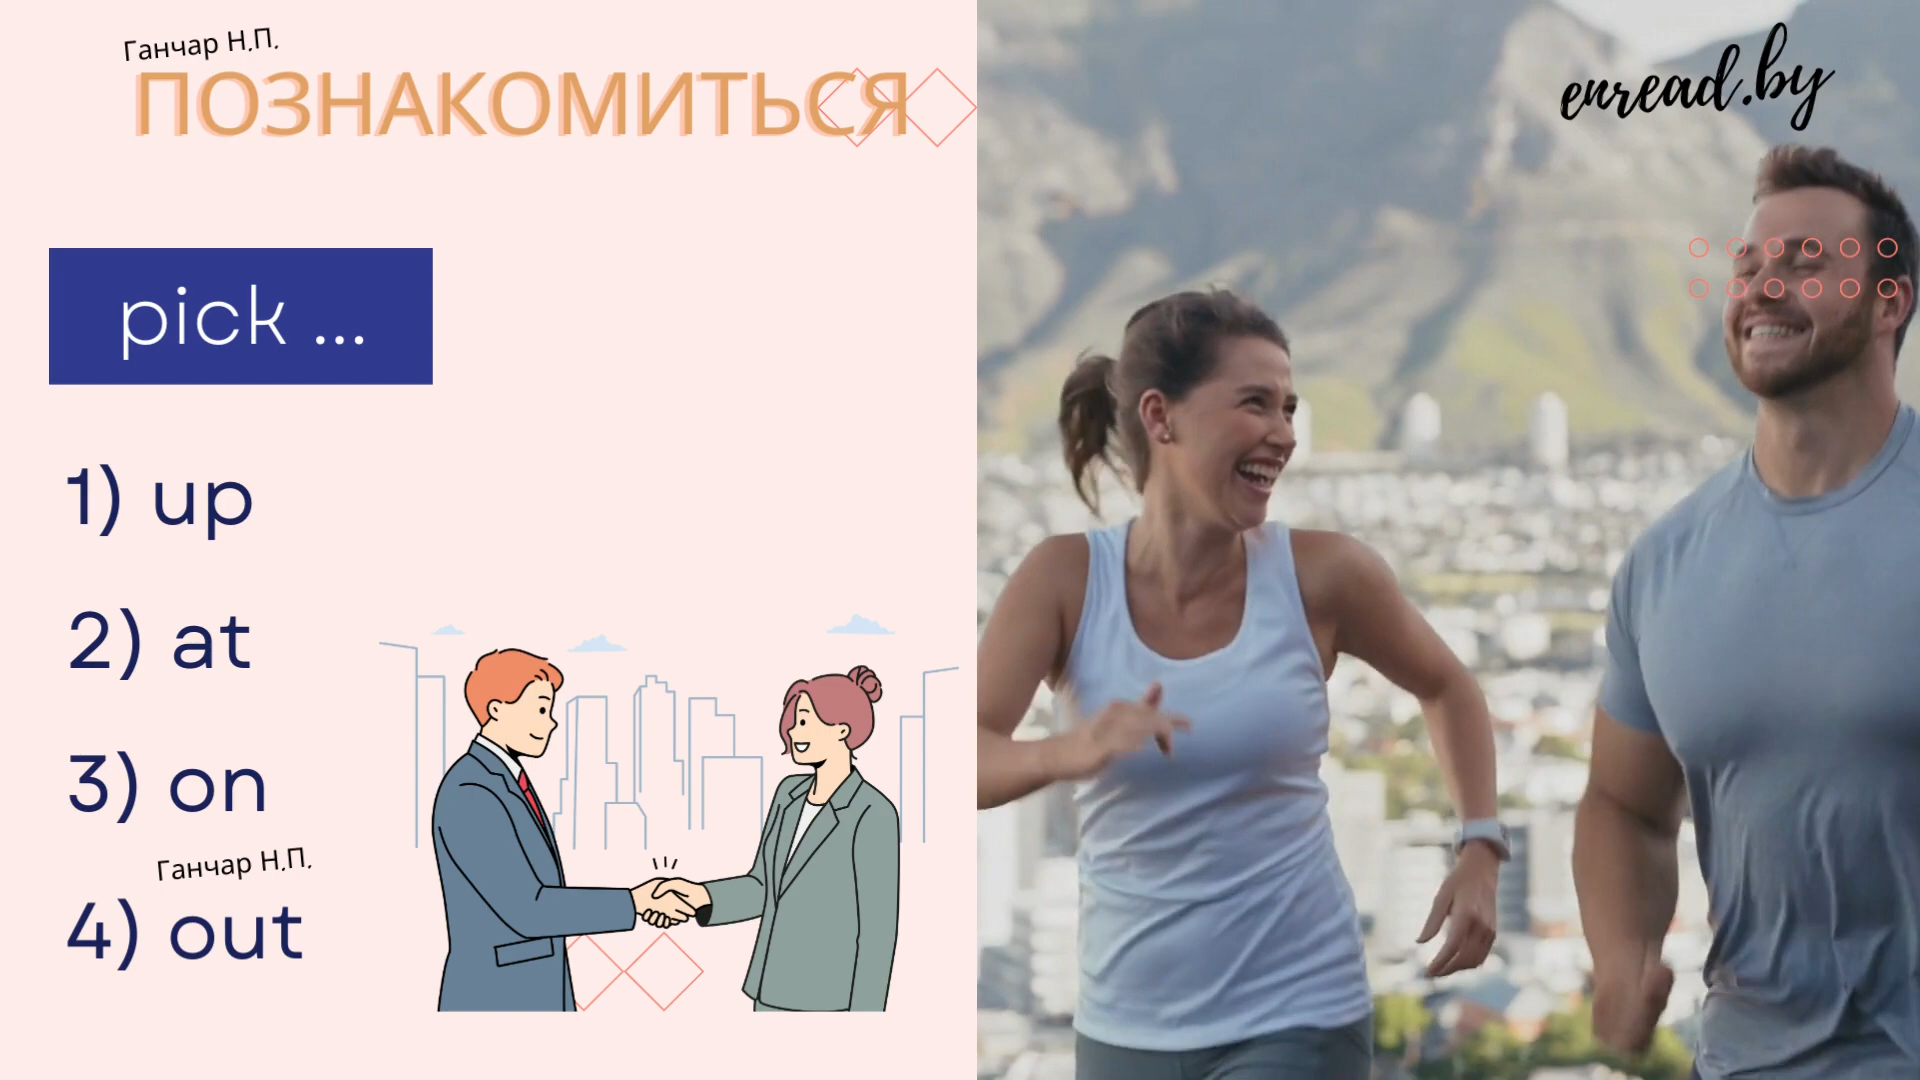 Ганчар Н.П.
ПОЗНАКОМИТЬСЯ
enread.by
pick ...
1) up
2) at
3) on
Ганчар Н.П.
4) out